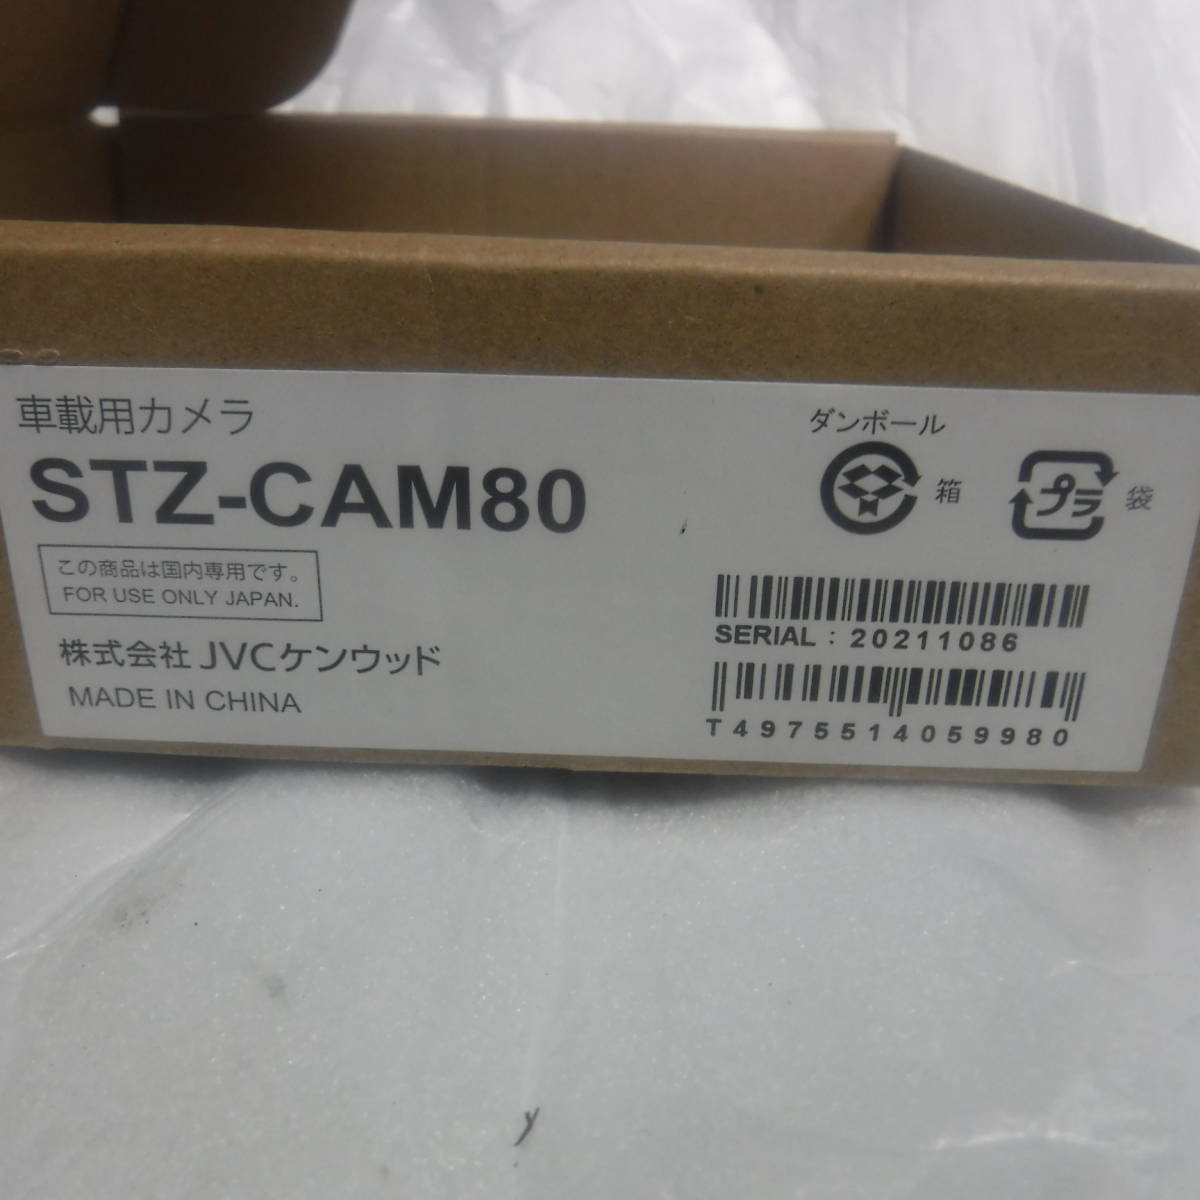 車載用カメラ
STZ-CAM80
この商品は国内専用です。
FOR USE ONLY JAPAN.
株式会社 JVCケンウッド
MADE IN CHINA
ダンボール
箱
プラ
袋
SERIAL : 20211086
T4975514059980